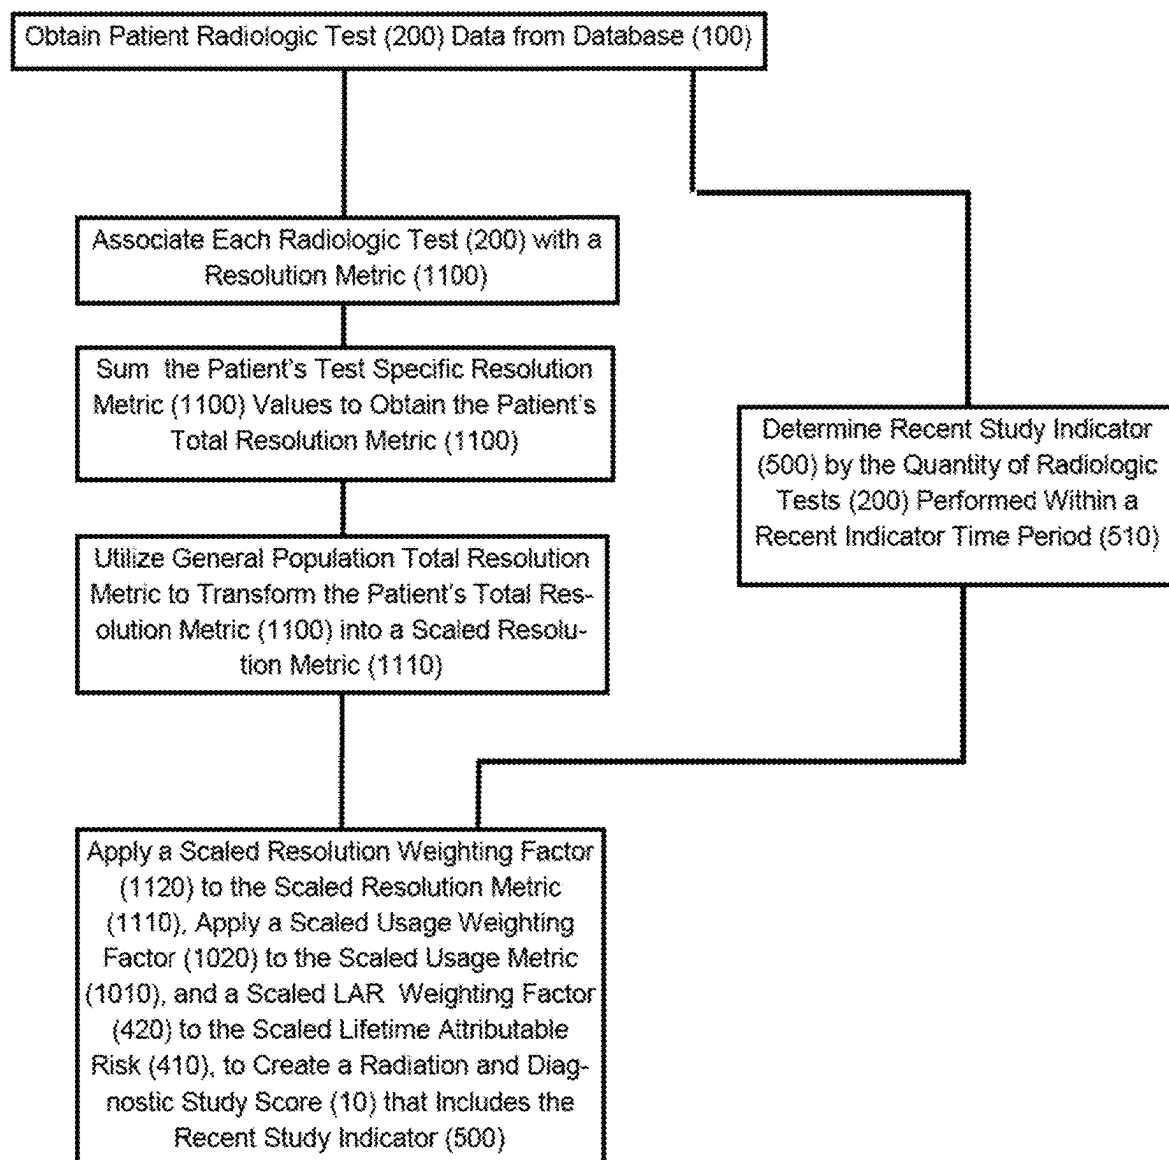 Obtain Patient Radiologic Test (200) Data from Database (100)
Associate Each Radiologic Test (200) with a
Resolution Metric (1100)
Sum the Patient's Test Specific Resolution
Metric (1100) Values to Obtain the Patient's
Total Resolution Metric (1100)
Utilize General Population Total Resolution
Metric to Transform the Patient's Total Res-
olution Metric (1100) into a Scaled Resolu-
tion Metric (1110)
Determine Recent Study Indicator
(500) by the Quantity of Radiologic
Tests (200) Performed Within a
Recent Indicator Time Period (510)
Apply a Scaled Resolution Weighting Factor
(1120) to the Scaled Resolution Metric
(1110), Apply a Scaled Usage Weighting
Factor (1020) to the Scaled Usage Metric
(1010), and a Scaled LAR Weighting Factor
(420) to the Scaled Lifetime Attributable
Risk (410), to Create a Radiation and Diag-
nostic Study Score (10) that Includes the
Recent Study Indicator (500)